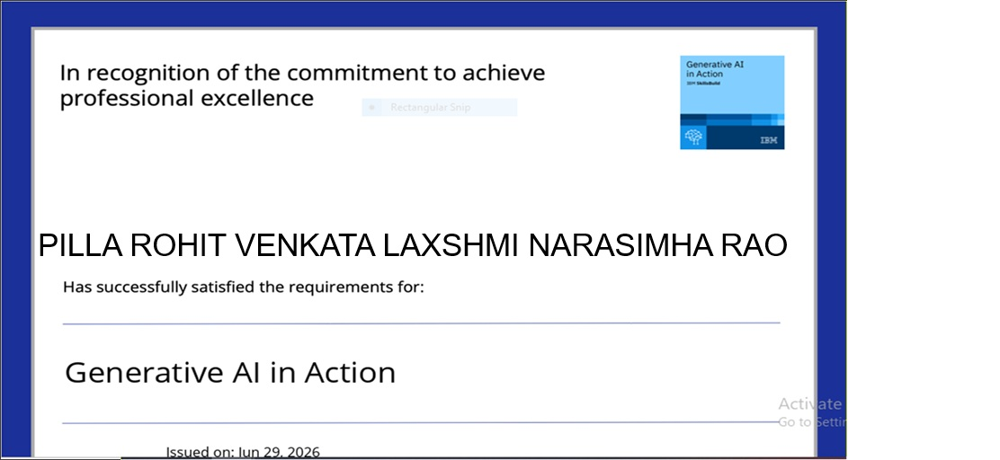 In recognition of the commitment to achieve
professional excellence
Generative AI
in Action
IBM SkillsBuild
IBM
Rectangular Snip
PILLA ROHIT VENKATA LAXSHMI NARASIMHA RAO
Has successfully satisfied the requirements for:
Generative AI in Action
Activate
Go to Settin
Issued on: Jun 29, 2026